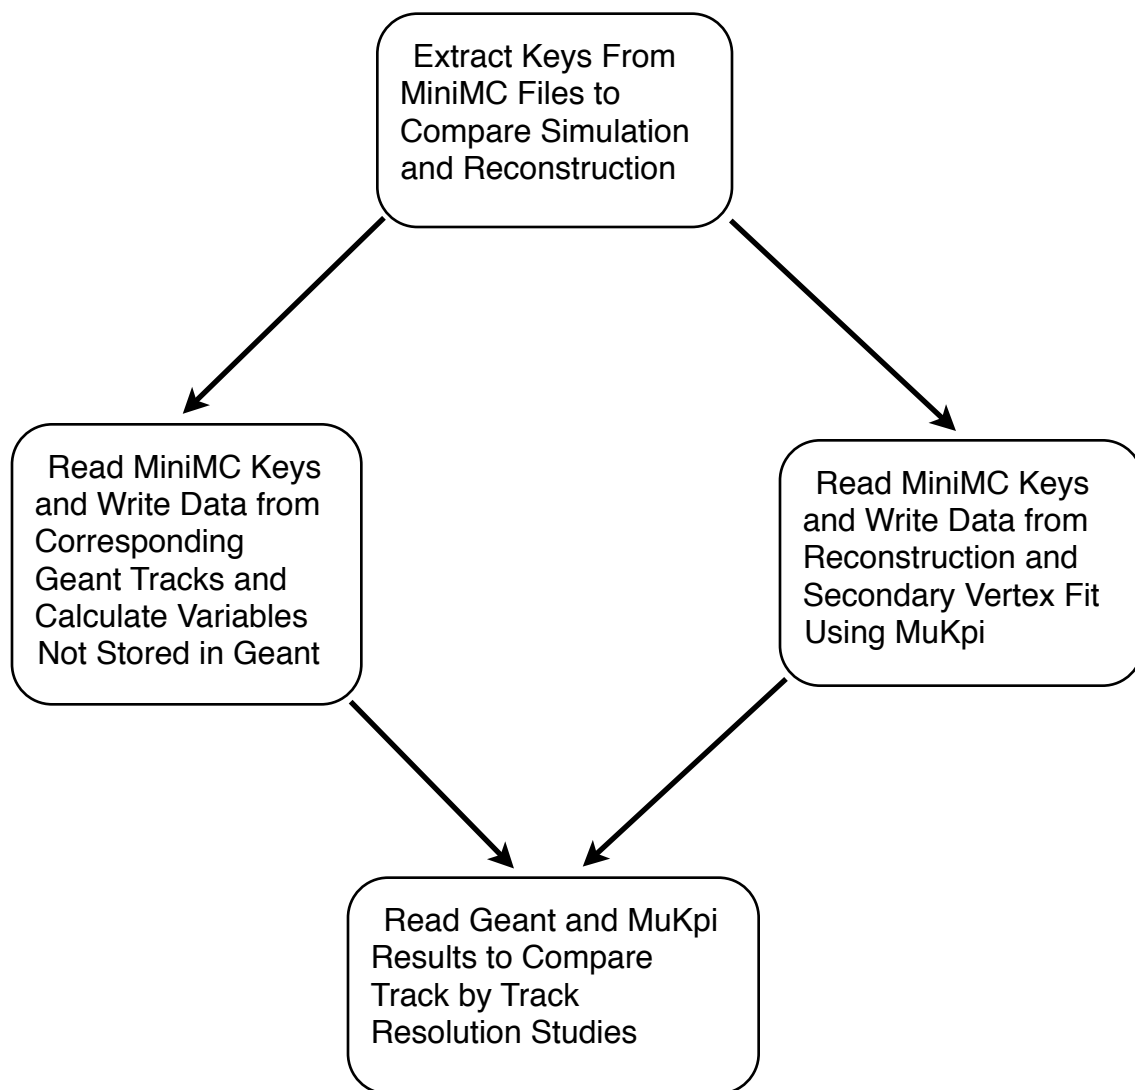 Extract Keys From
MiniMC Files to
Compare Simulation
and Reconstruction
Read MiniMC Keys
and Write Data from
Corresponding
Geant Tracks and
Calculate Variables
Not Stored in Geant
Read MiniMC Keys
and Write Data from
Reconstruction and
Secondary Vertex Fit
Using MuKpi
Read Geant and MuKpi
Results to Compare
Track by Track
Resolution Studies